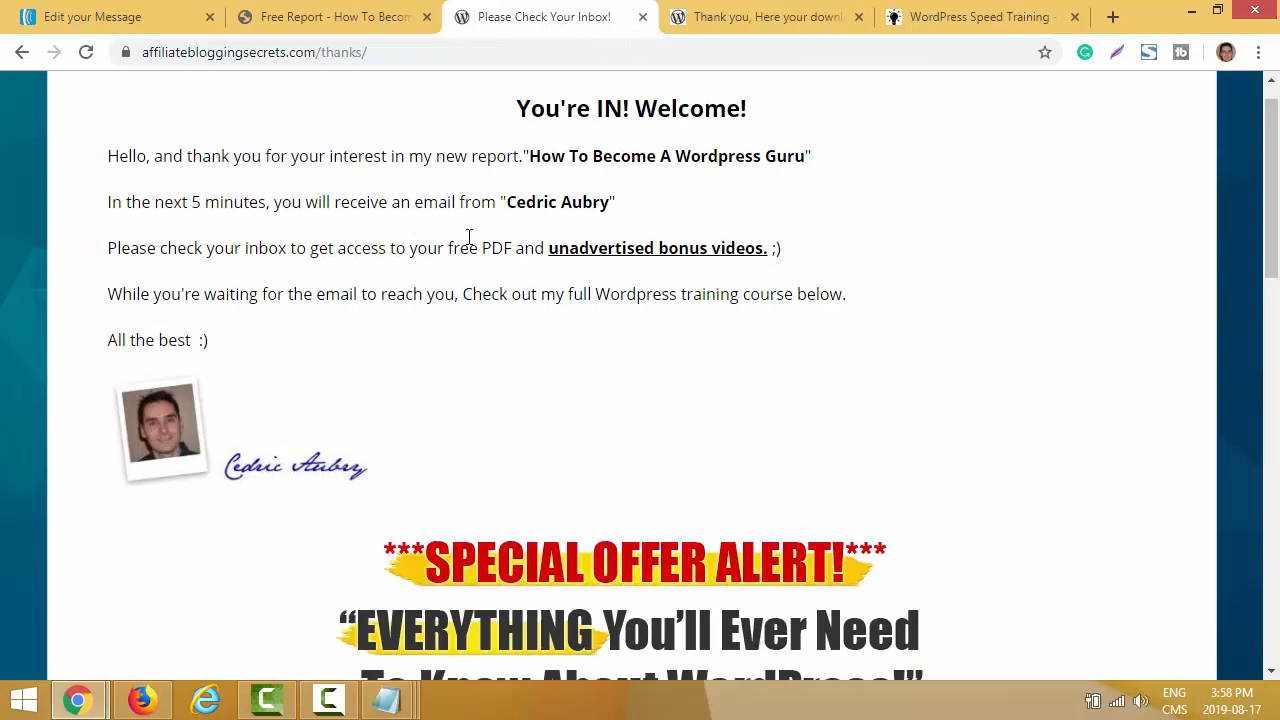 Edit your Message
Free Report - How To Becom
Please Check Your Inbox!
Thank you, Here your downl
WordPress Speed Training -
affiliatebloggingsecrets.com/thanks/
You're IN! Welcome!
Hello, and thank you for your interest in my new report."How To Become A Wordpress Guru"
In the next 5 minutes, you will receive an email from "Cedric Aubry"
Please check your inbox to get access to your free PDF and unadvertised bonus videos. ;)
While you're waiting for the email to reach you, Check out my full Wordpress training course below.
All the best :)
Cedric Aubry
***SPECIAL OFFER ALERT!***
“EVERYTHING You’ll Ever Need
To Know About WordPress!”
ENG
CMS
3:58 PM
2019-08-17